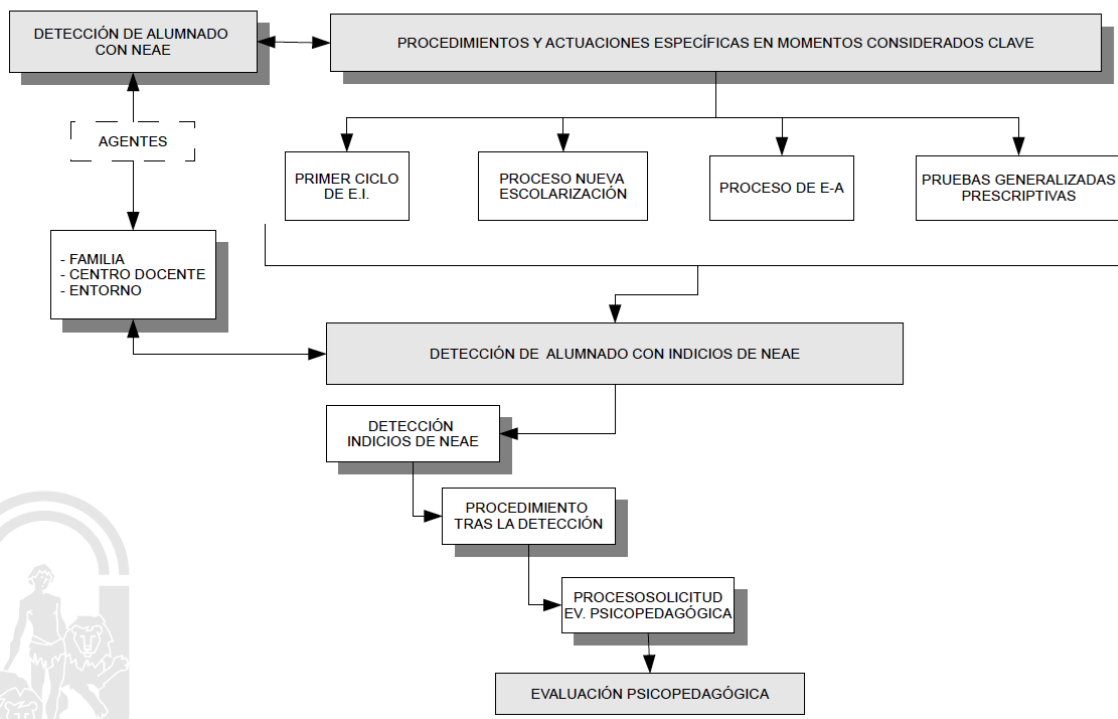 DETECCIÓN DE ALUMNADO
CON NEAE
PROCEDIMIENTOS Y ACTUACIONES ESPECÍFICAS EN MOMENTOS CONSIDERADOS CLAVE
AGENTES
PRIMER CICLO
DE E.I.
PROCESO NUEVA
ESCOLARIZACIÓN
PROCESO DE E-A
PRUEBAS GENERALIZADAS
PRESCRIPTIVAS
- FAMILIA
- CENTRO DOCENTE
- ENTORNO
DETECCIÓN DE ALUMNADO CON INDICIOS DE NEAE
DETECCIÓN
INDICIOS DE NEAE
PROCEDIMIENTO
TRAS LA DETECCIÓN
PROCESOSOLICITUD
EV. PSICOPEDAGÓGICA
EVALUACIÓN PSICOPEDAGÓGICA